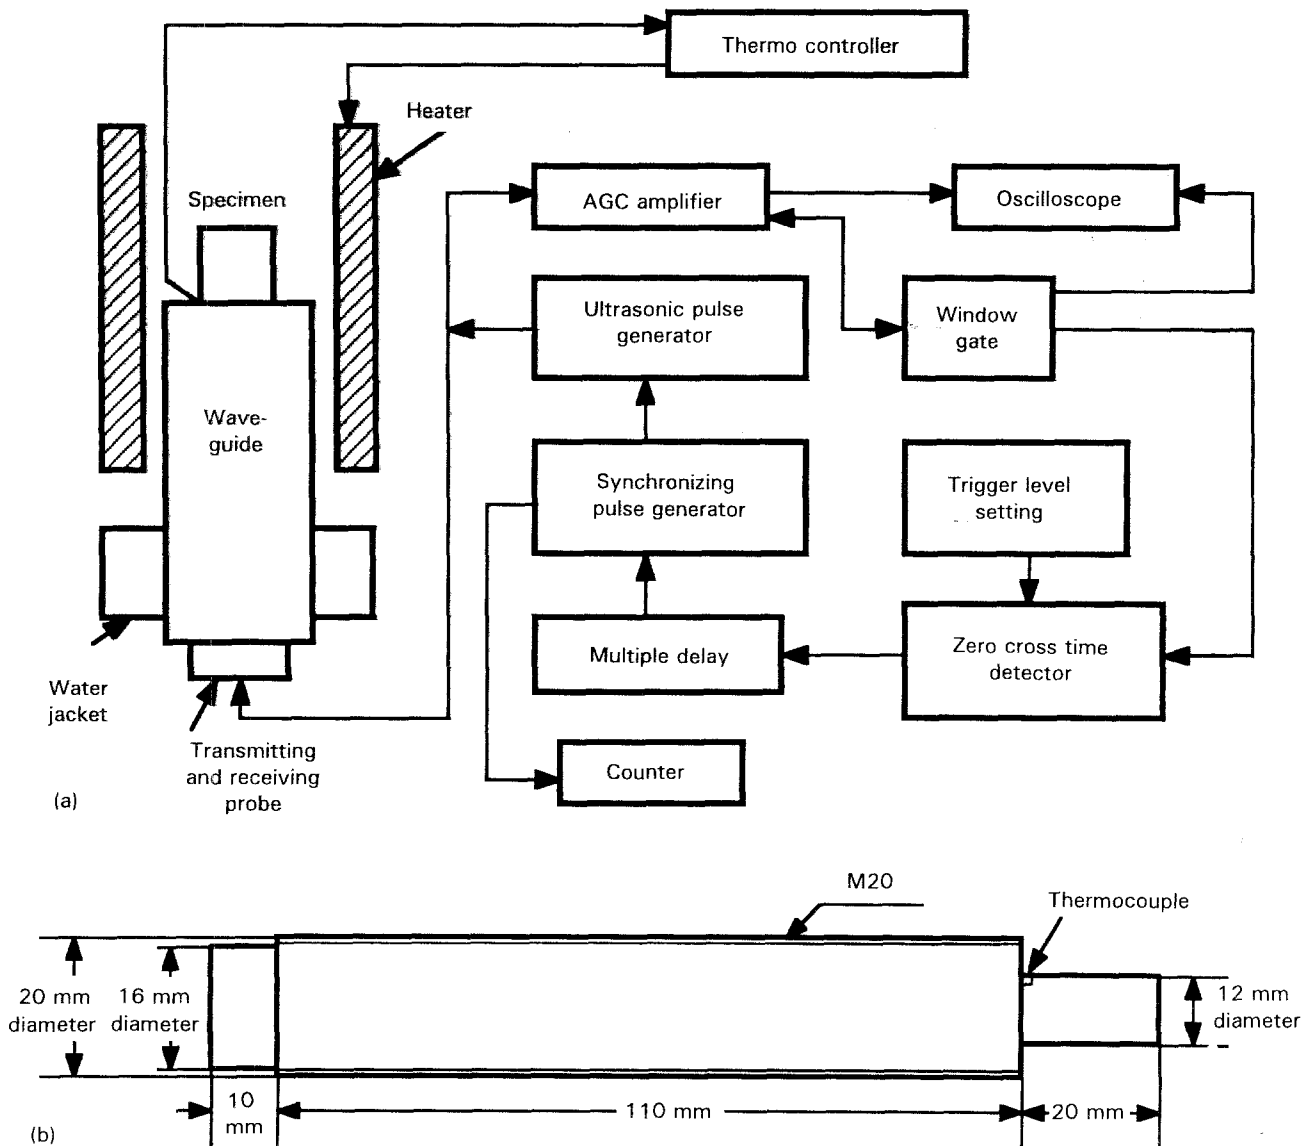 Thermo controller
Heater
Specimen
AGC amplifier
Oscilloscope
Ultrasonic pulse
generator
Window
gate
Wave-
guide
Synchronizing
pulse generator
Trigger level
setting
Multiple delay
Zero cross time
detector
Water
jacket
Transmitting
and receiving
probe
Counter
(a)
M20
Thermocouple
20 mm
diameter
16 mm
diameter
12 mm
diameter
10
mm
110 mm
20 mm
(b)